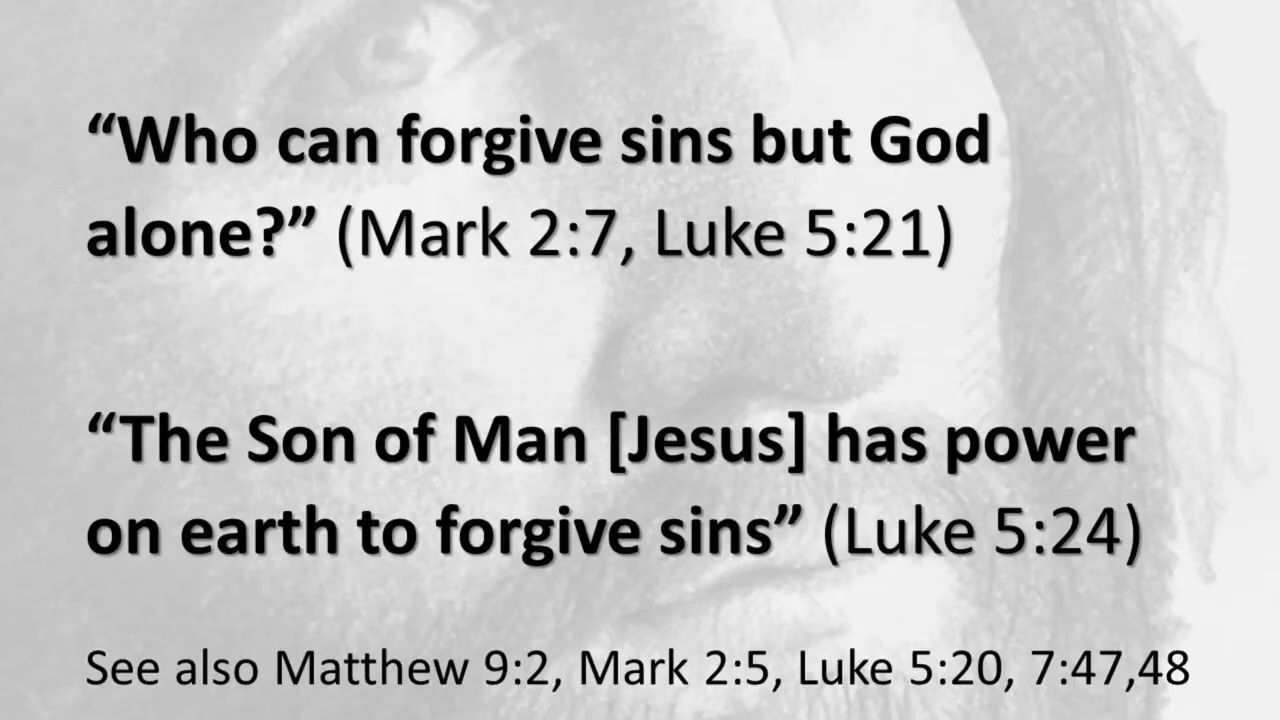 “Who can forgive sins but God
alone?” (Mark 2:7, Luke 5:21)
“The Son of Man [Jesus] has power
on earth to forgive sins” (Luke 5:24)
See also Matthew 9:2, Mark 2:5, Luke 5:20, 7:47,48